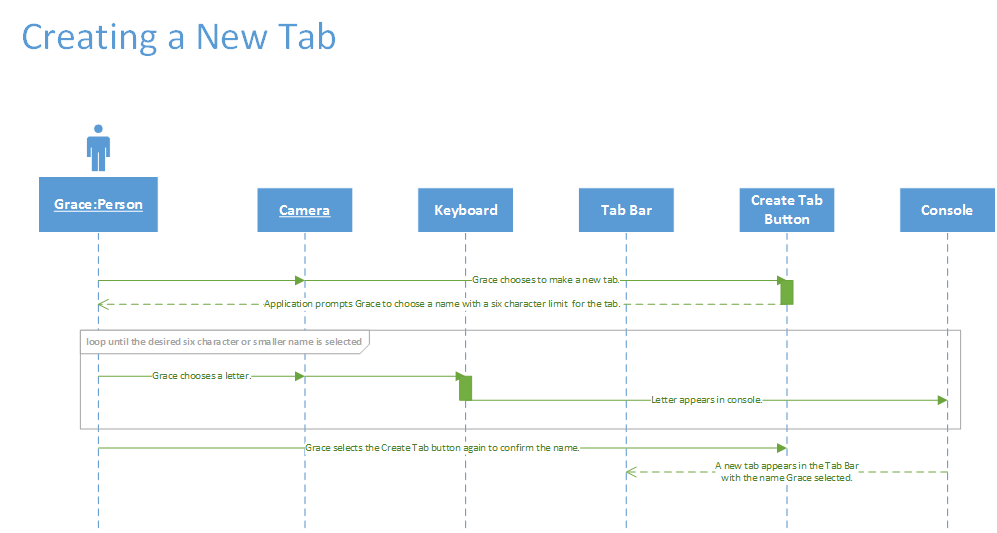 Creating a New Tab
Grace:Person
Camera
Keyboard
Tab Bar
Create Tab
Button
Console
Grace chooses to make a new tab.
Application prompts Grace to choose a name with a six character limit for the tab.
loop until the desired six character or smaller name is selected
Grace chooses a letter.
Letter appears in console.
Grace selects the Create Tab button again to confirm the name.
A new tab appears in the Tab Bar
with the name Grace selected.